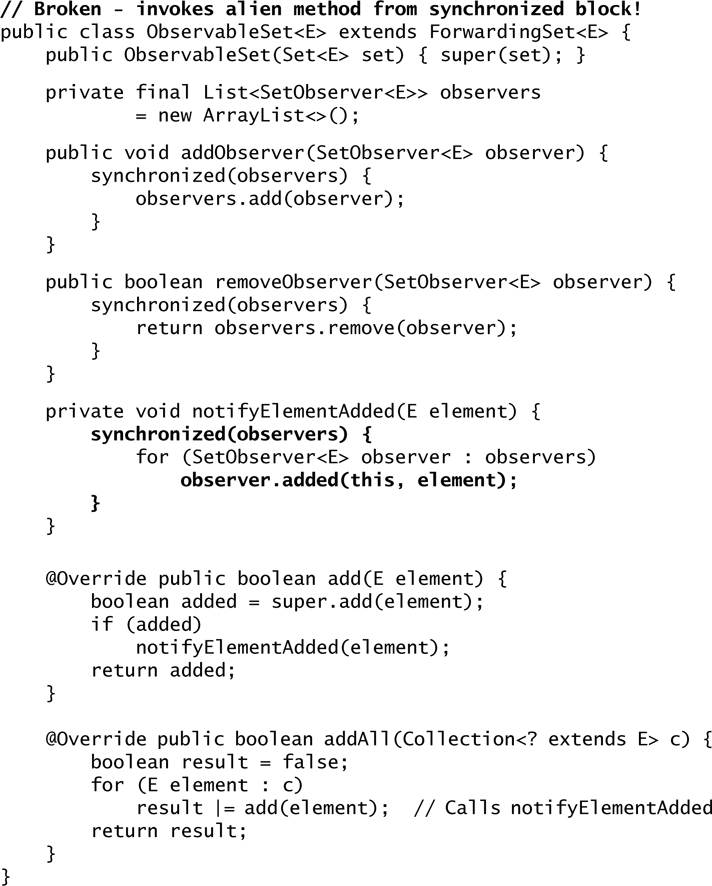 // Broken - invokes alien method from synchronized block!
public class ObservableSet<E> extends ForwardingSet<E> {
    public ObservableSet(Set<E> set) { super(set); }

    private final List<SetObserver<E>> observers
            = new ArrayList<>();

    public void addObserver(SetObserver<E> observer) {
        synchronized(observers) {
            observers.add(observer);
        }
    }

    public boolean removeObserver(SetObserver<E> observer) {
        synchronized(observers) {
            return observers.remove(observer);
        }
    }

    private void notifyElementAdded(E element) {
        synchronized(observers) {
            for (SetObserver<E> observer : observers)
                observer.added(this, element);
        }
    }

    @Override public boolean add(E element) {
        boolean added = super.add(element);
        if (added)
            notifyElementAdded(element);
        return added;
    }

    @Override public boolean addAll(Collection<? extends E> c) {
        boolean result = false;
        for (E element : c)
            result |= add(element);  // Calls notifyElementAdded
        return result;
    }
}